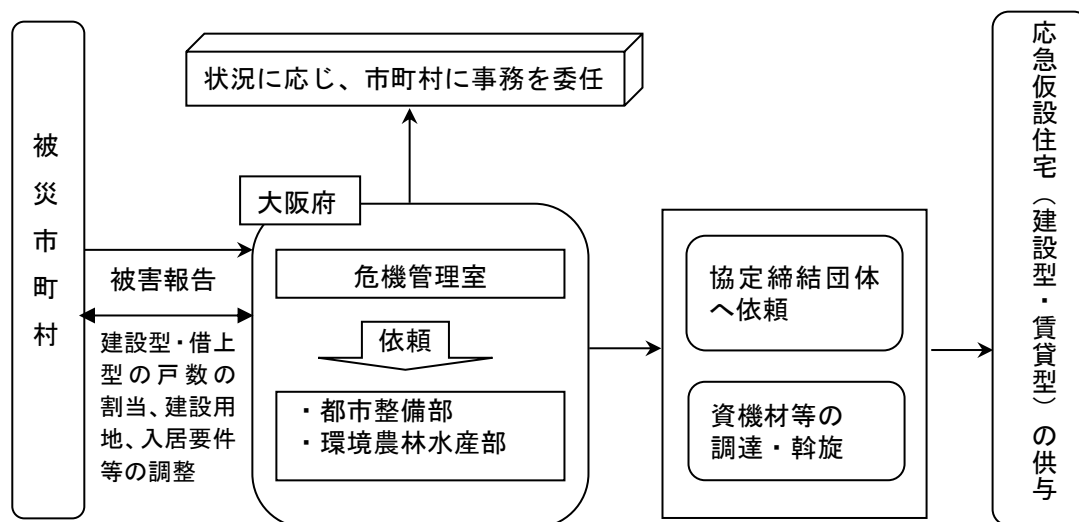 状況に応じ、市町村に事務を委任
被災市町村
大阪府
被害報告
建設型・借上
型の戸数の
割当、建設用
地、入居要件
等の調整
危機管理室
依頼
・都市整備部
・環境農林水産部
協定締結団体
へ依頼
資機材等の
調達・斡旋
応急仮設住宅（建設型・賃貸型）の供与